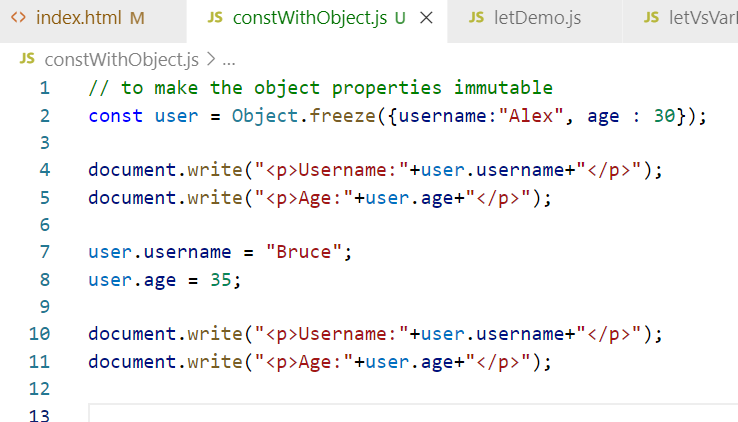 <> index.html M JS constWithObject.js U × JS letDemo.js JS letVsVar
JS constWithObject.js > ...
1 // to make the object properties immutable
2 const user = Object.freeze({username:"Alex", age : 30});
3
4 document.write("<p>Username:"+user.username+"</p>");
5 document.write("<p>Age:"+user.age+"</p>");
6
7 user.username = "Bruce";
8 user.age = 35;
9
10 document.write("<p>Username:"+user.username+"</p>");
11 document.write("<p>Age:"+user.age+"</p>");
12
13